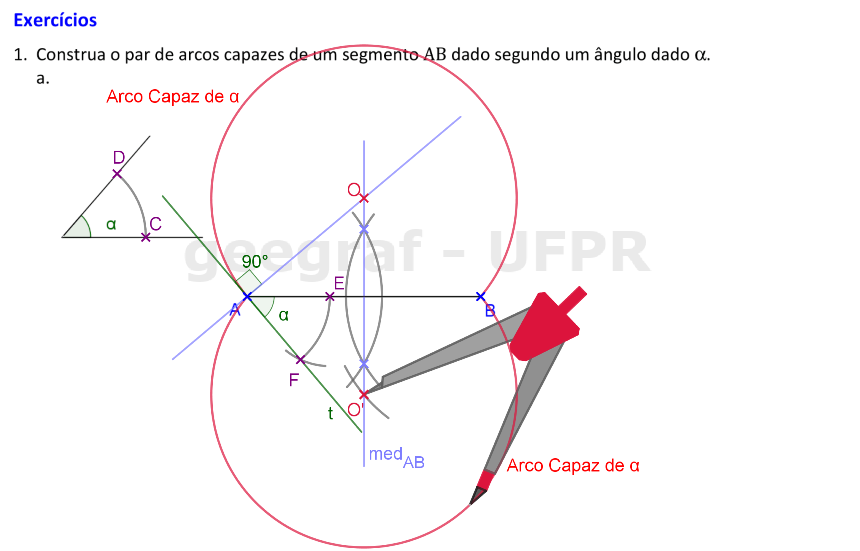 Exercícios
1. Construa o par de arcos capazes de um segmento AB dado segundo um ângulo dado α.
a.
Arco Capaz de α
D
O
α
C
geegraf - UFPR
90°
E
A
α
B
F
t
O'
med AB
Arco Capaz de α